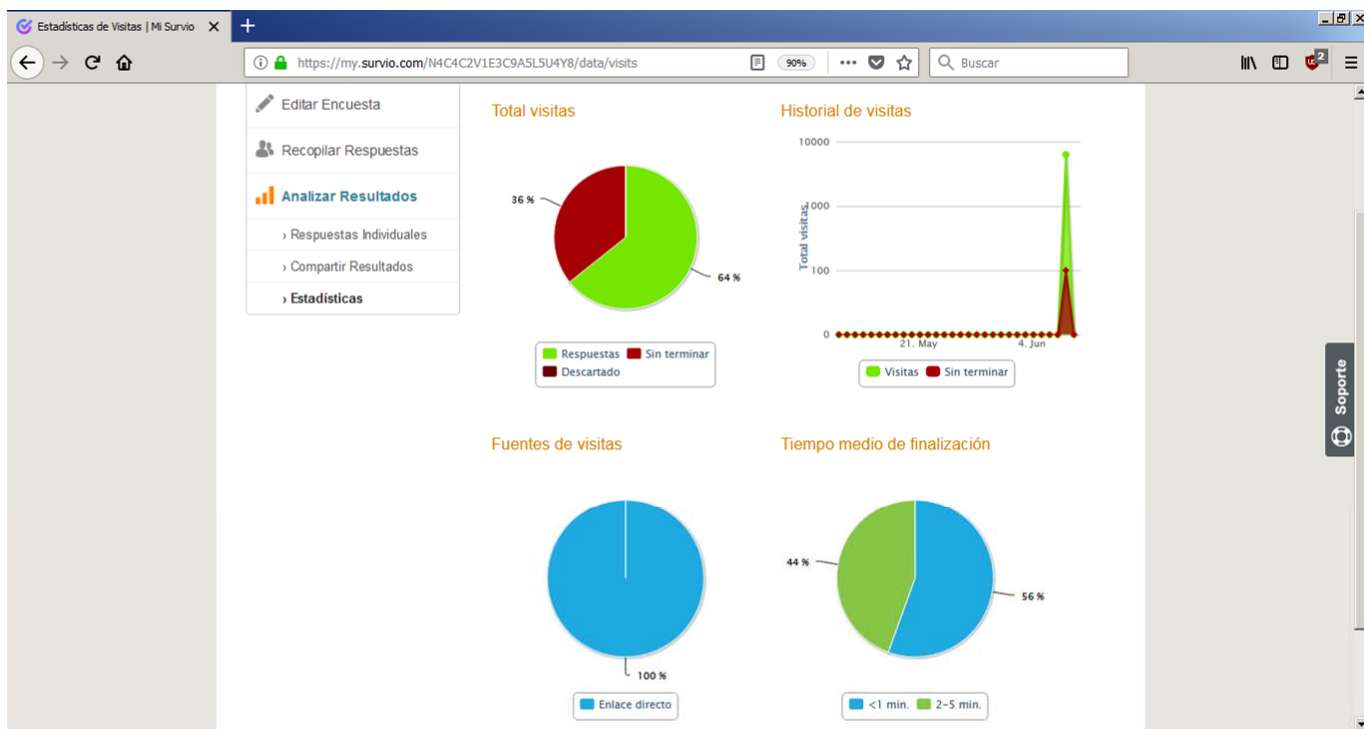 Estadísticas de Visitas | Mi Survio
https://my.survio.com/N4C4C2V1E3C9A5L5U4Y8/data/visits
90%
Buscar
2
Editar Encuesta
Recopilar Respuestas
Analizar Resultados
› Respuestas Individuales
› Compartir Resultados
› Estadísticas
Total visitas
36 %
64 %
Respuestas Sin terminar
Descartado
Historial de visitas
Total visitas
10000
1000
100
0
21. May 4. Jun
Visitas Sin terminar
Fuentes de visitas
100 %
Enlace directo
Tiempo medio de finalización
44 %
56 %
<1 min. 2-5 min.
Soporte